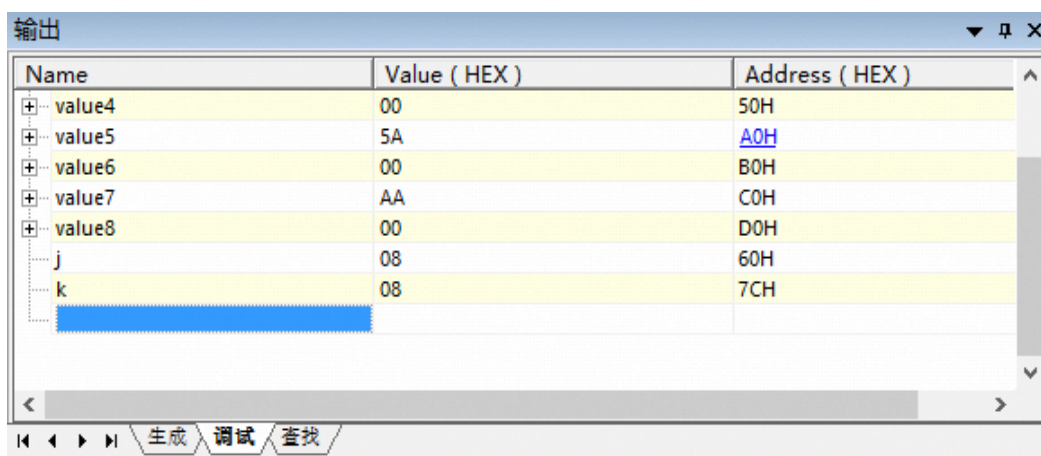 输出
Name Value ( HEX ) Address ( HEX )
value4 00 50H
value5 5A A0H
value6 00 B0H
value7 AA C0H
value8 00 D0H
j 08 60H
k 08 7CH
生成 调试 查找